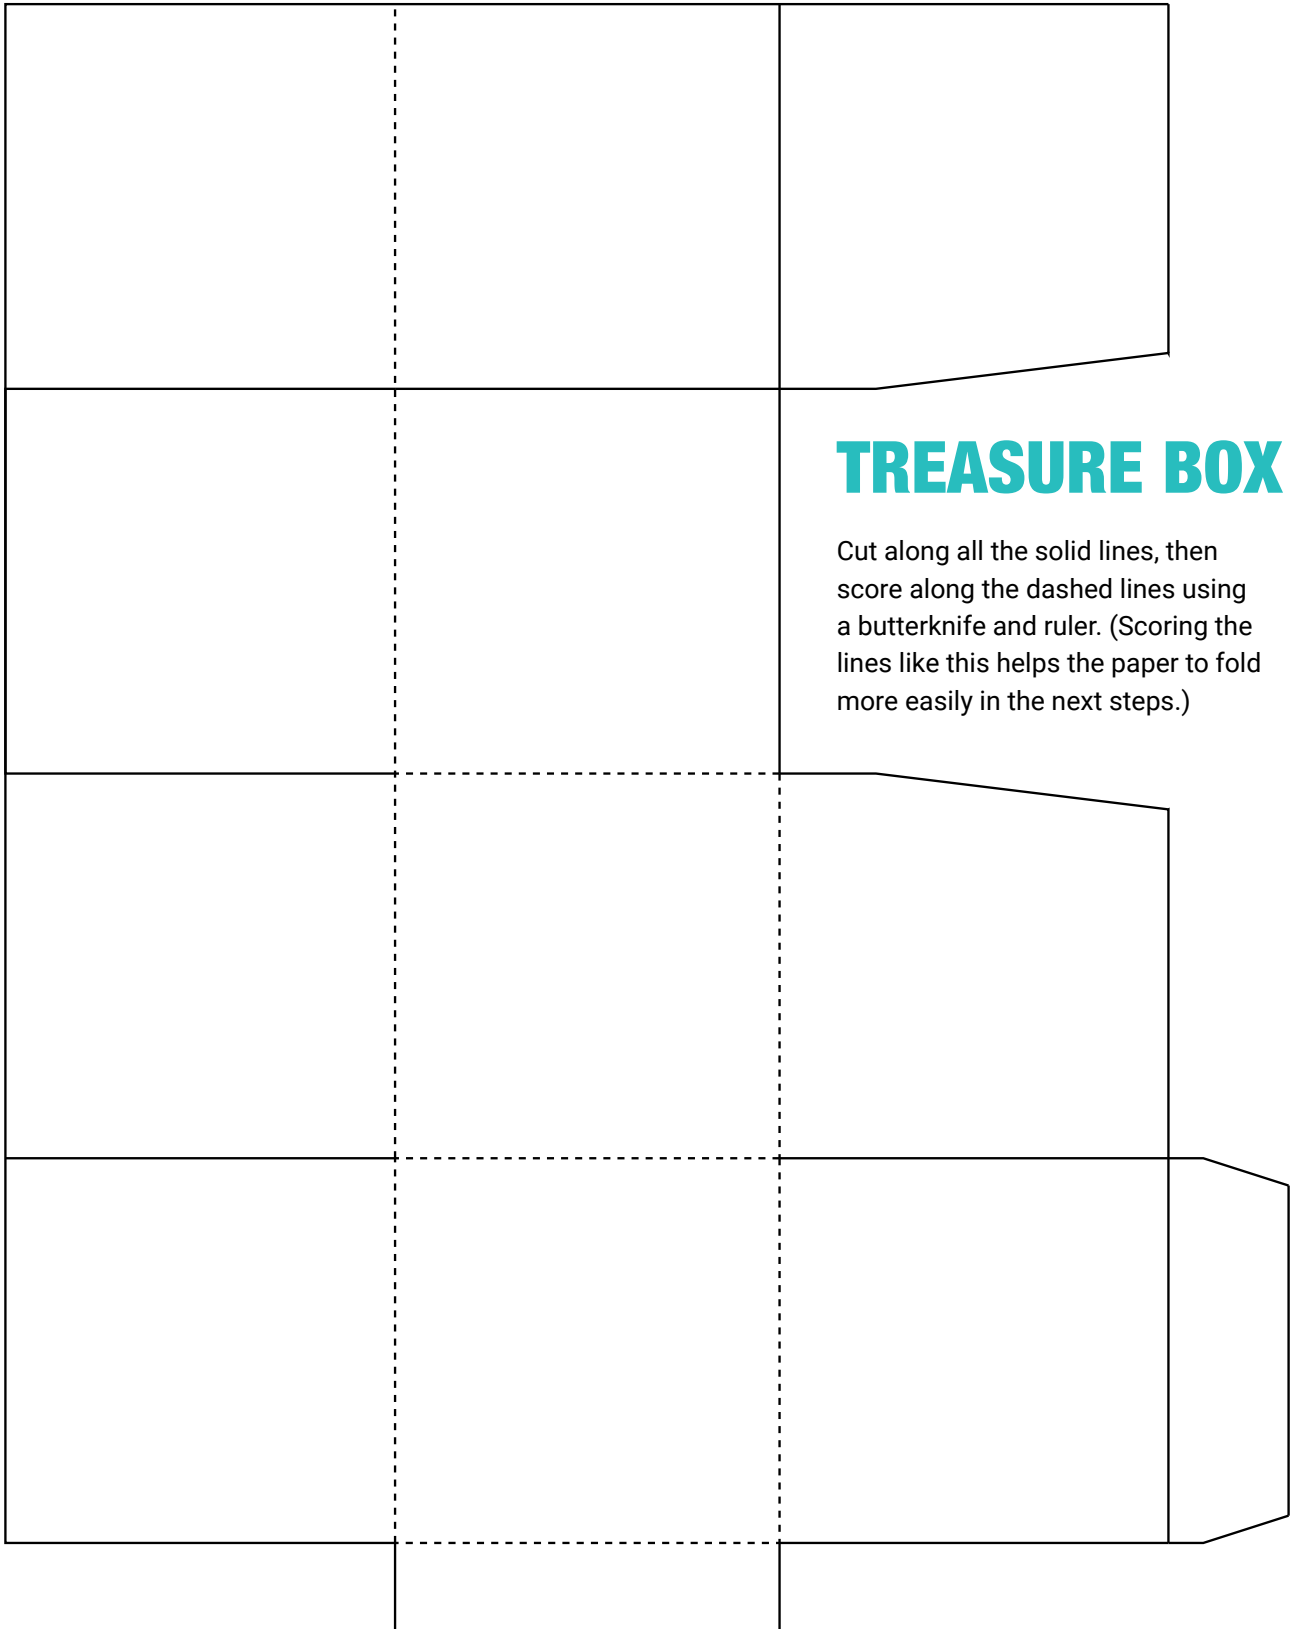 TREASURE BOX
Cut along all the solid lines, then
score along the dashed lines using
a butterknife and ruler. (Scoring the
lines like this helps the paper to fold
more easily in the next steps.)